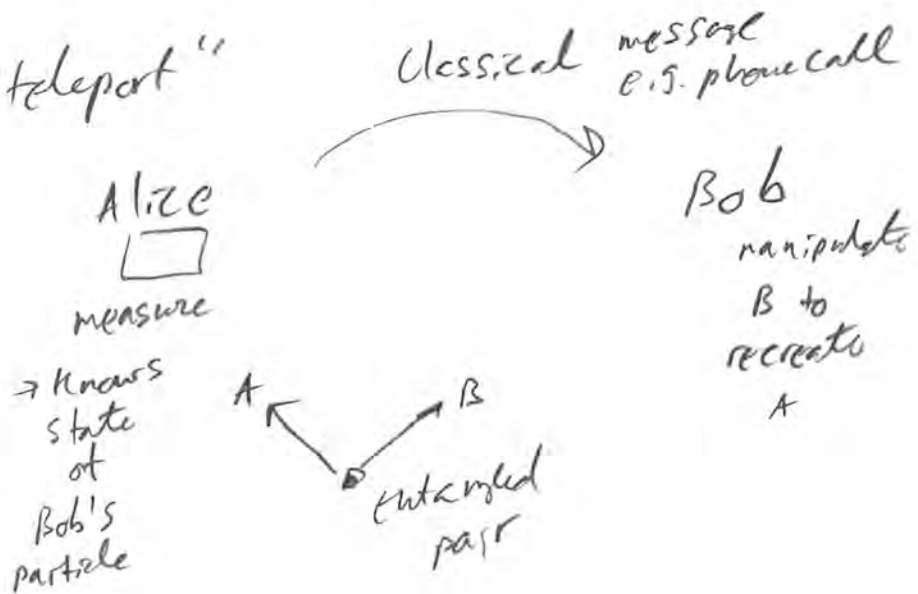 teleport"
Classical message
e.g. phone call
Alice
measure
→ Knows
state
of
Bob's
particle
A
B
entangled
pair
Bob
manipulate
B to
recreate
A